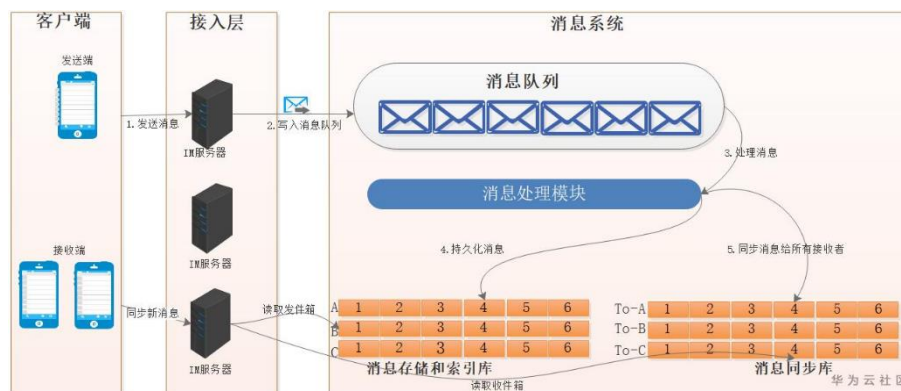 客户端
接入层
消息系统
发送端
消息队列
1.发送消息
2.写入消息队列
IM服务器
3.处理消息
消息处理模块
接收端
IM服务器
4.持久化消息
5.同步消息给所有接收者
同步新消息
读取发件箱
A 1 2 3 4 5 6
B 1 2 3 4 5 6
C 1 2 3 4 5 6
To-A 1 2 3 4 5 6
To-B 1 2 3 4 5 6
To-C 1 2 3 4 5 6
IM服务器
消息存储和索引库
消息同步库
读取收件箱
华为云社区